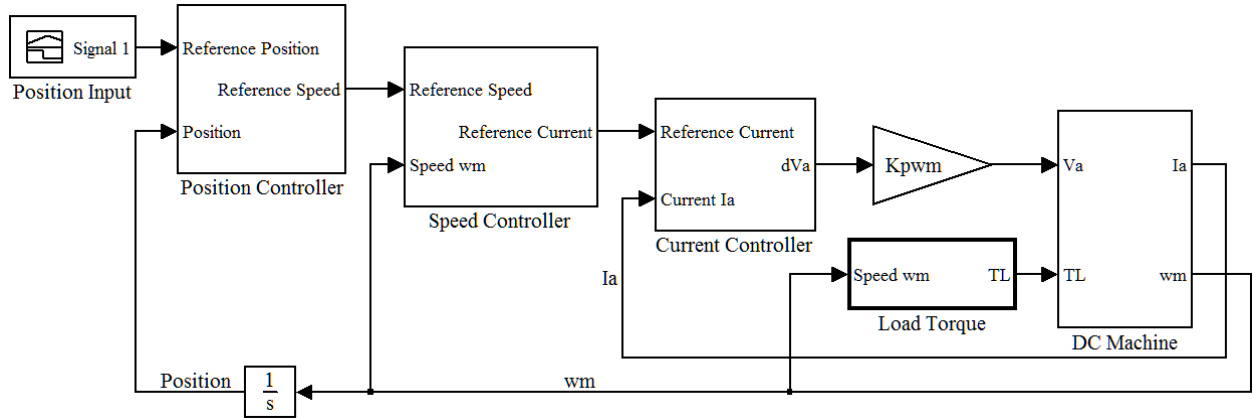 Signal 1
Position Input
Reference Position
Reference Speed
Position
Position Controller
Reference Speed
Reference Current
Speed wm
Speed Controller
Reference Current
dVa
Current Ia
Current Controller
Kpwm
Va
Ia
TL
wm
DC Machine
Speed wm
TL
Load Torque
Ia
Position
1
s
wm